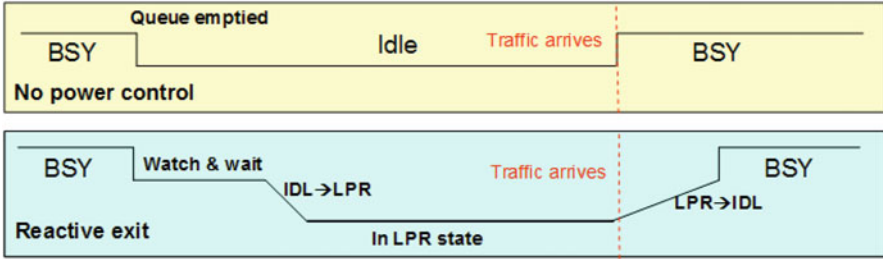 Queue emptied
BSY
Idle
Traffic arrives
BSY
No power control
BSY
Watch & wait
IDL→LPR
Traffic arrives
LPR→IDL
BSY
Reactive exit
In LPR state